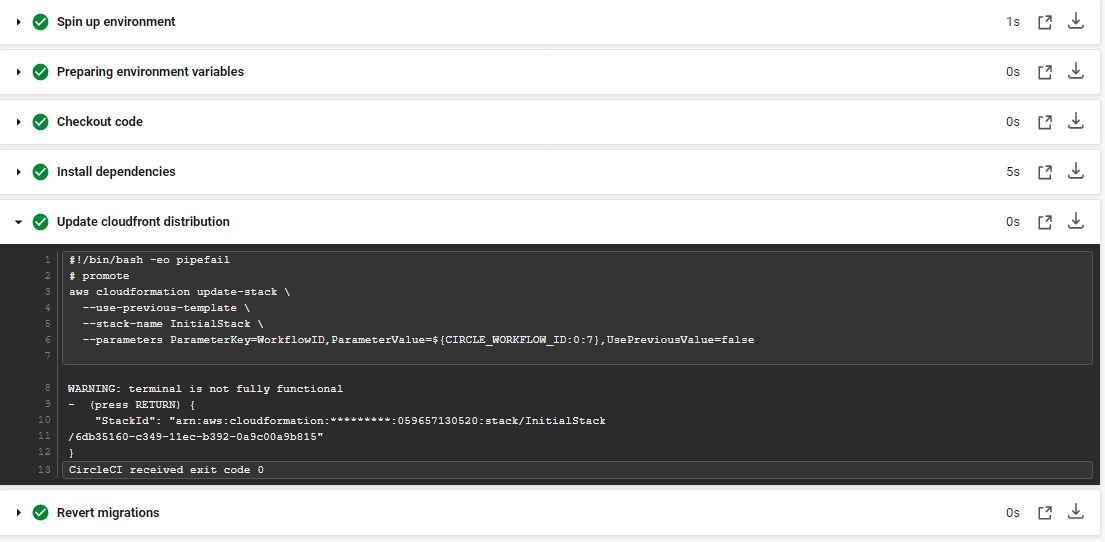 Spin up environment 1s
Preparing environment variables 0s
Checkout code 0s
Install dependencies 5s
Update cloudfront distribution 0s
1 #!/bin/bash -eo pipefail
2 # promote
3 aws cloudformation update-stack \
4 --use-previous-template \
5 --stack-name InitialStack \
6 --parameters ParameterKey=WorkflowID,ParameterValue=${CIRCLE_WORKFLOW_ID:0:7},UsePreviousValue=false
7
8 WARNING: terminal is not fully functional
9 -  (press RETURN) {
10 "StackId": "arn:aws:cloudformation:*********:059657130520:stack/InitialStack
11 /6db35160-c349-11ec-b392-0a9c00a9b815"
12 }
13 CircleCI received exit code 0
Revert migrations 0s